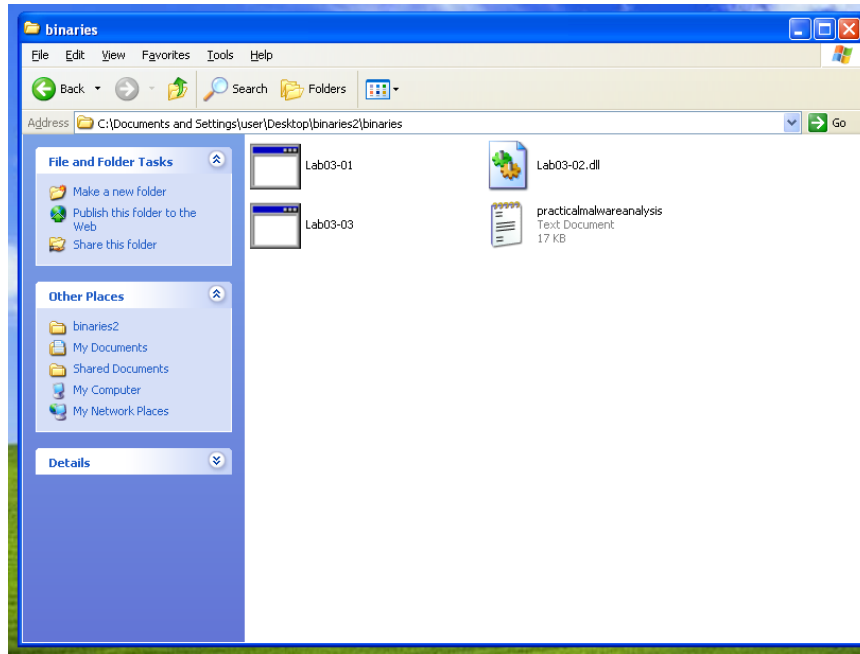 binaries
File Edit View Favorites Tools Help
Back Search Folders
Address C:\Documents and Settings\user\Desktop\binaries2\binaries Go
File and Folder Tasks
Make a new folder
Publish this folder to the
Web
Share this folder
Other Places
binaries2
My Documents
Shared Documents
My Computer
My Network Places
Details
Lab03-01
Lab03-02.dll
Lab03-03
practicalmalwareanalysis
Text Document
17 KB